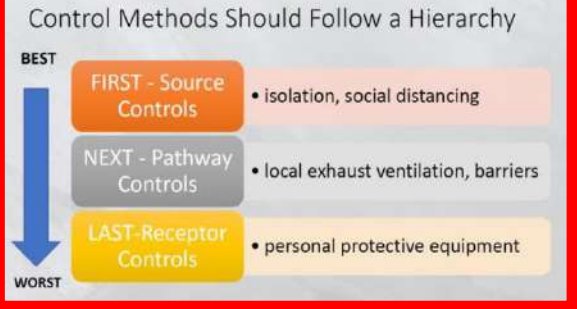 Control Methods Should Follow a Hierarchy
BEST
FIRST - Source
Controls
• isolation, social distancing
NEXT - Pathway
Controls
• local exhaust ventilation, barriers
LAST-Receptor
Controls
• personal protective equipment
WORST